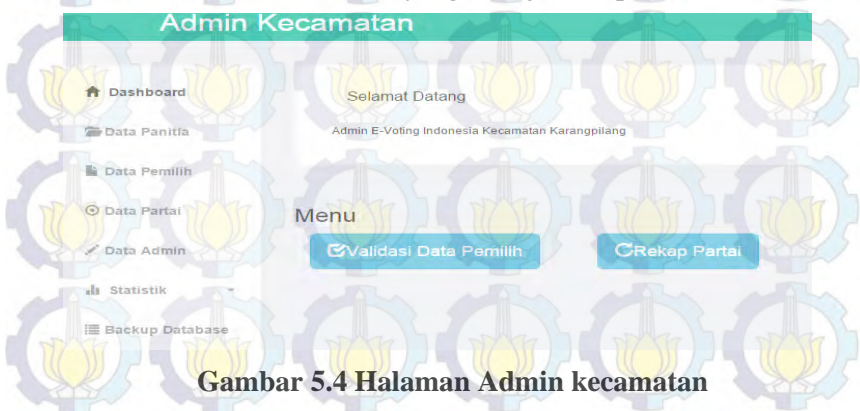 Admin Kecamatan
Dashboard
Data Panitia
Data Pemilih
Data Partai
Data Admin
Statistik
Backup Database
Selamat Datang
Admin E-Voting Indonesia Kecamatan Karangpilang
Menu
Validasi Data Pemilih
Rekap Partai
Gambar 5.4 Halaman Admin kecamatan